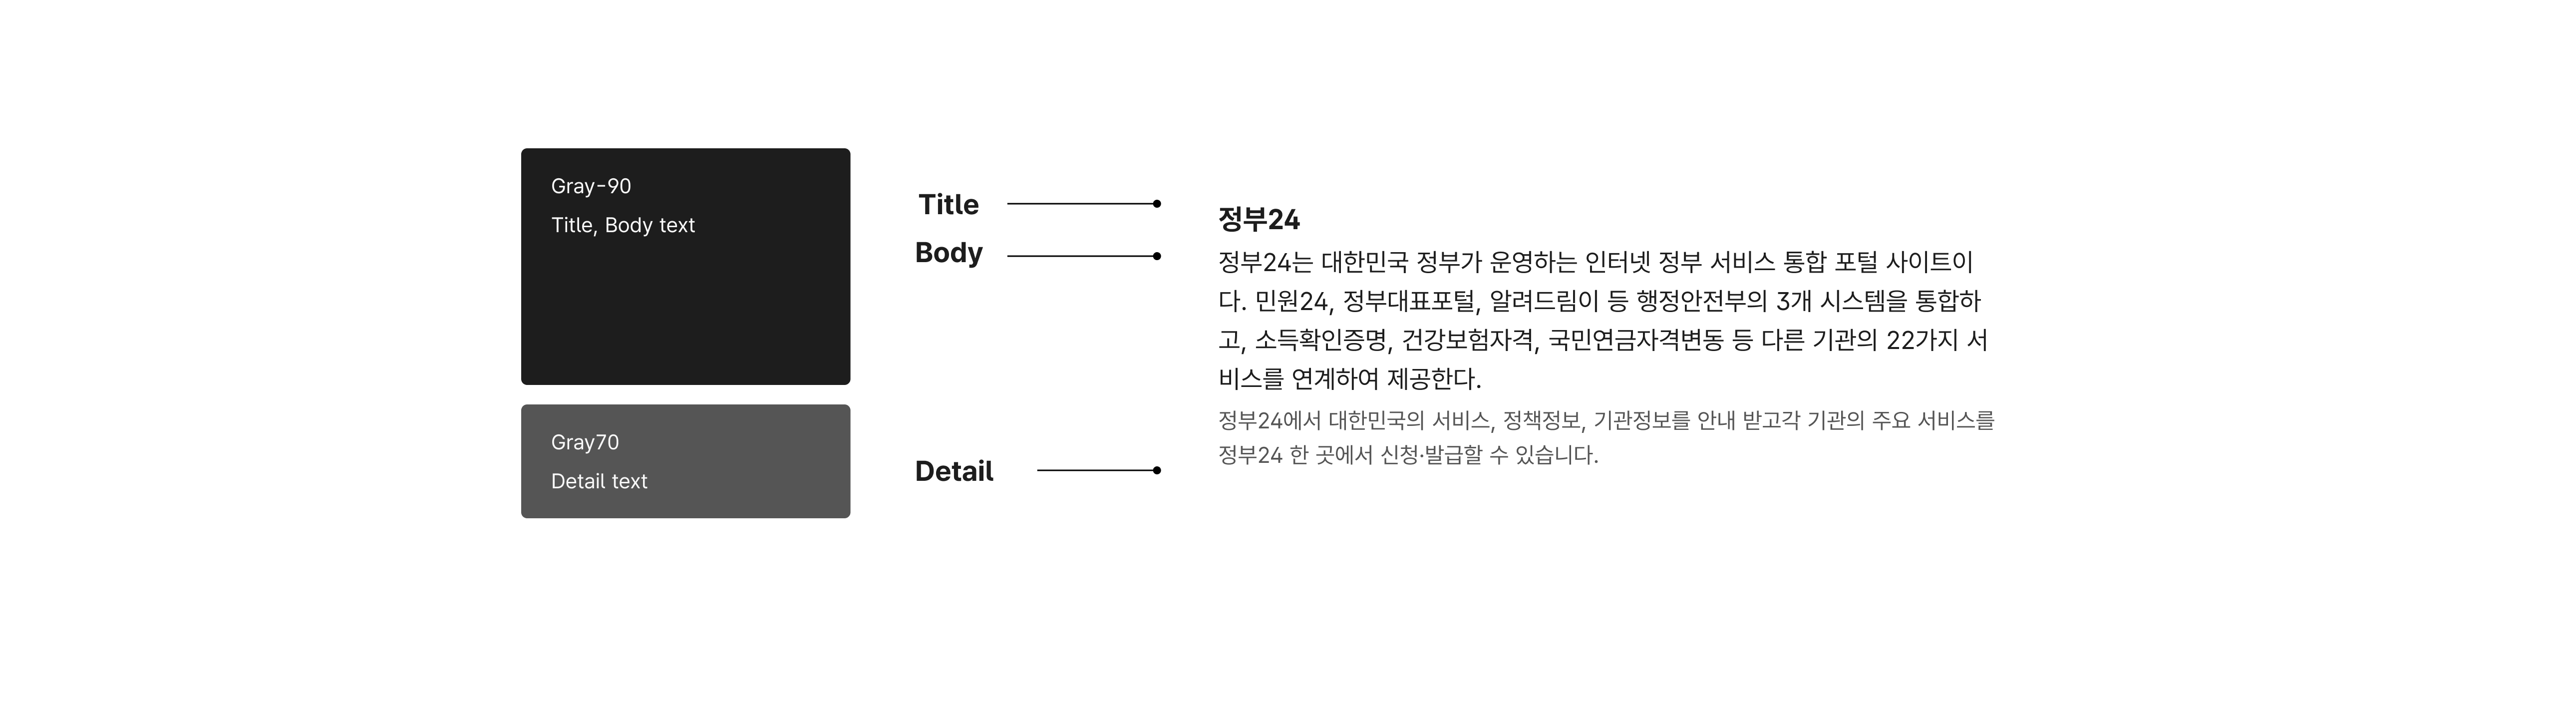 Gray-90
Title, Body text
Gray70
Detail text
Title
Body
Detail
정부24
정부24는 대한민국 정부가 운영하는 인터넷 정부 서비스 통합 포털 사이트이
다. 민원24, 정부대표포털, 알려드림이 등 행정안전부의 3개 시스템을 통합하
고, 소득확인증명, 건강보험자격, 국민연금자격변동 등 다른 기관의 22가지 서
비스를 연계하여 제공한다.
정부24에서 대한민국의 서비스, 정책정보, 기관정보를 안내 받고각 기관의 주요 서비스를
정부24 한 곳에서 신청·발급할 수 있습니다.